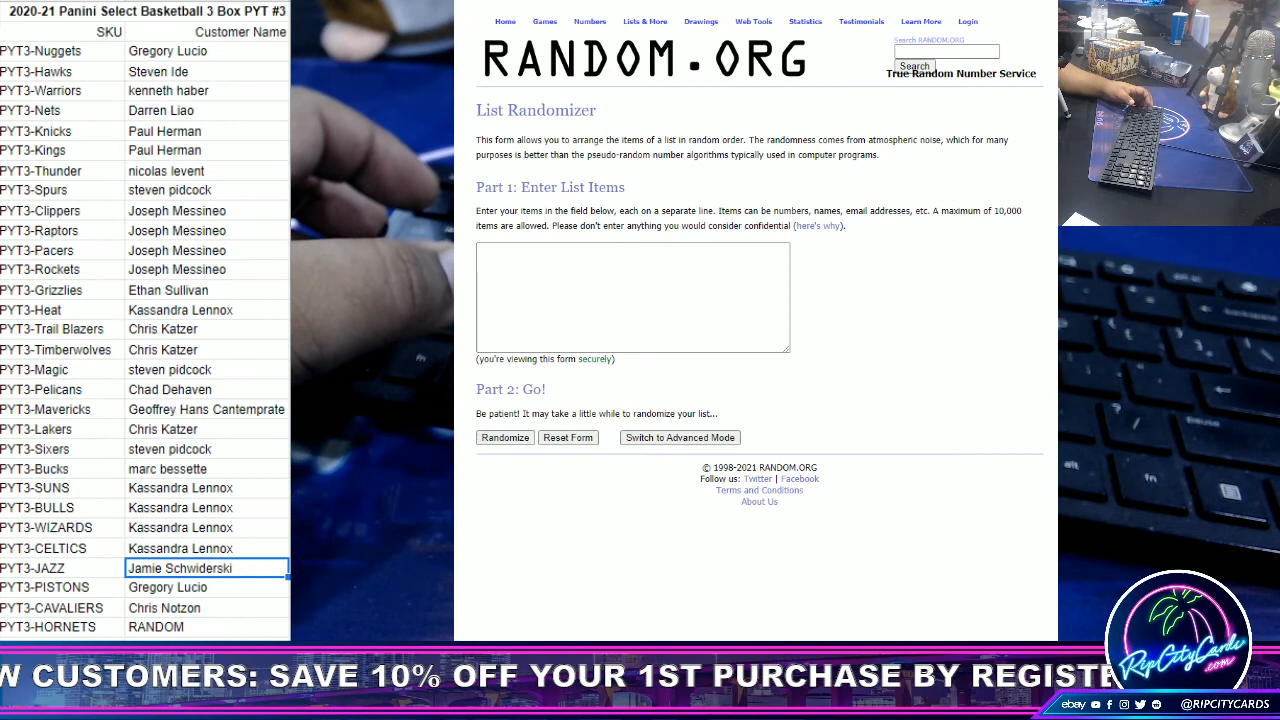 2020-21 Panini Select Basketball 3 Box PYT #3
SKU Customer Name
PYT3-Nuggets Gregory Lucio
PYT3-Hawks Steven Ide
PYT3-Warriors kenneth haber
PYT3-Nets Darren Liao
PYT3-Knicks Paul Herman
PYT3-Kings Paul Herman
PYT3-Thunder nicolas levent
PYT3-Spurs steven pidcock
PYT3-Clippers Joseph Messineo
PYT3-Raptors Joseph Messineo
PYT3-Pacers Joseph Messineo
PYT3-Rockets Joseph Messineo
PYT3-Grizzlies Ethan Sullivan
PYT3-Heat Kassandra Lennox
PYT3-Trail Blazers Chris Katzer
PYT3-Timberwolves Chris Katzer
PYT3-Magic steven pidcock
PYT3-Pelicans Chad Dehaven
PYT3-Mavericks Geoffrey Hans Cantemprate
PYT3-Lakers Chris Katzer
PYT3-Sixers steven pidcock
PYT3-Bucks marc bessette
PYT3-SUNS Kassandra Lennox
PYT3-BULLS Kassandra Lennox
PYT3-WIZARDS Kassandra Lennox
PYT3-CELTICS Kassandra Lennox
PYT3-JAZZ Jamie Schwiderski
PYT3-PISTONS Gregory Lucio
PYT3-CAVALIERS Chris Notzon
PYT3-HORNETS RANDOM
Home Games Numbers Lists & More Drawings Web Tools Statistics Testimonials Learn More Login
RANDOM.ORG
Search RANDOM.ORG
Search
True Random Number Service
List Randomizer
This form allows you to arrange the items of a list in random order. The randomness comes from atmospheric noise, which for many
purposes is better than the pseudo-random number algorithms typically used in computer programs.
Part 1: Enter List Items
Enter your items in the field below, each on a separate line. Items can be numbers, names, email addresses, etc. A maximum of 10,000
items are allowed. Please don't enter anything you would consider confidential (here's why).
(you're viewing this form securely)
Part 2: Go!
Be patient! It may take a little while to randomize your list...
Randomize Reset Form Switch to Advanced Mode
© 1998-2021 RANDOM.ORG
Follow us: Twitter | Facebook
Terms and Conditions
About Us
W CUSTOMERS: SAVE 10% OFF YOUR 1ST PURCHASE BY REGISTE
RipCityCards
.com
ebay @RIPCITYCARDS